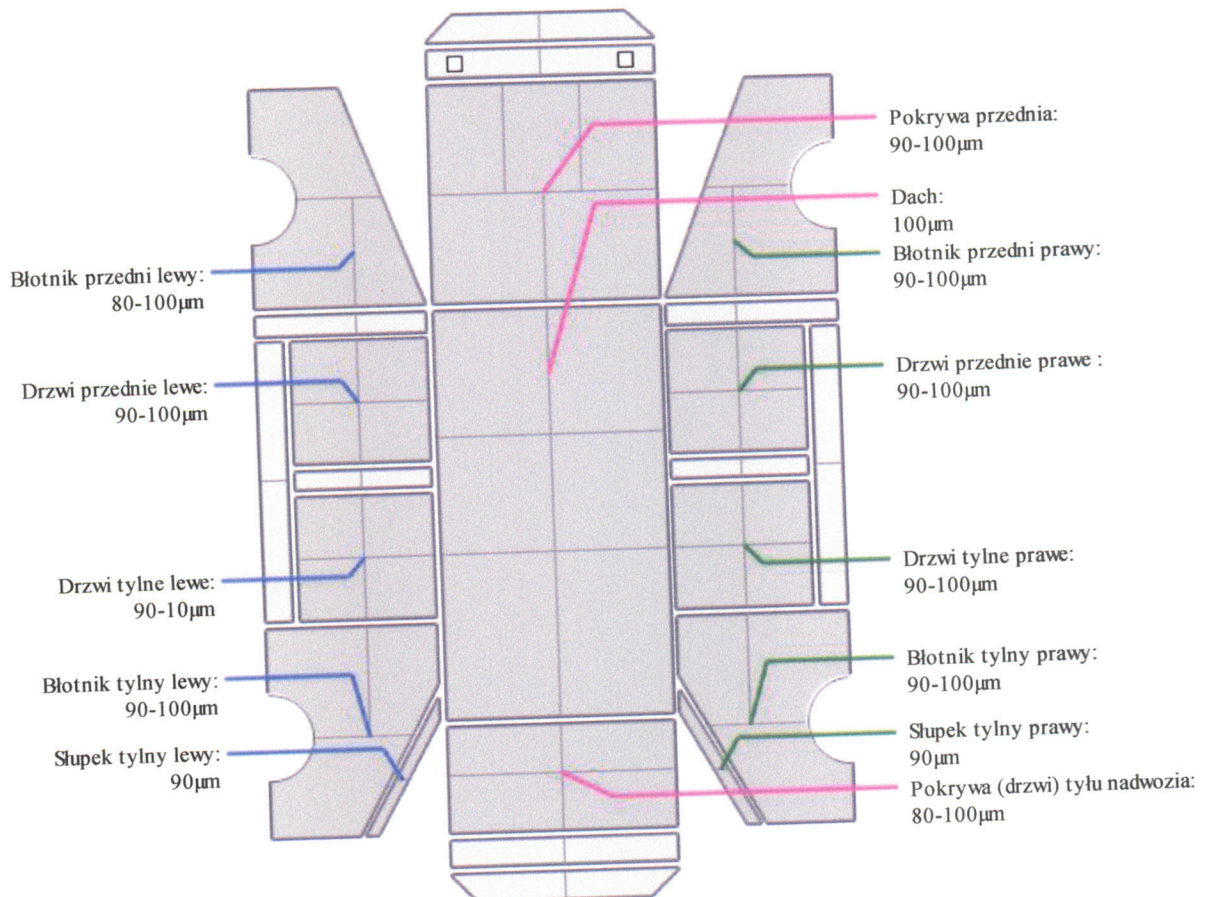 Pokrywa przednia:
90-100µm
Dach:
100µm
Błotnik przedni prawy:
90-100µm
Błotnik przedni lewy:
80-100µm
Drzwi przednie prawe :
90-100µm
Drzwi przednie lewe:
90-100µm
Drzwi tylne prawe:
90-100µm
Drzwi tylne lewe:
90-10µm
Błotnik tylny prawy:
90-100µm
Błotnik tylny lewy:
90-100µm
Słupek tylny prawy:
90µm
Słupek tylny lewy:
90µm
Pokrywa (drzwi) tyłu nadwozia:
80-100µm